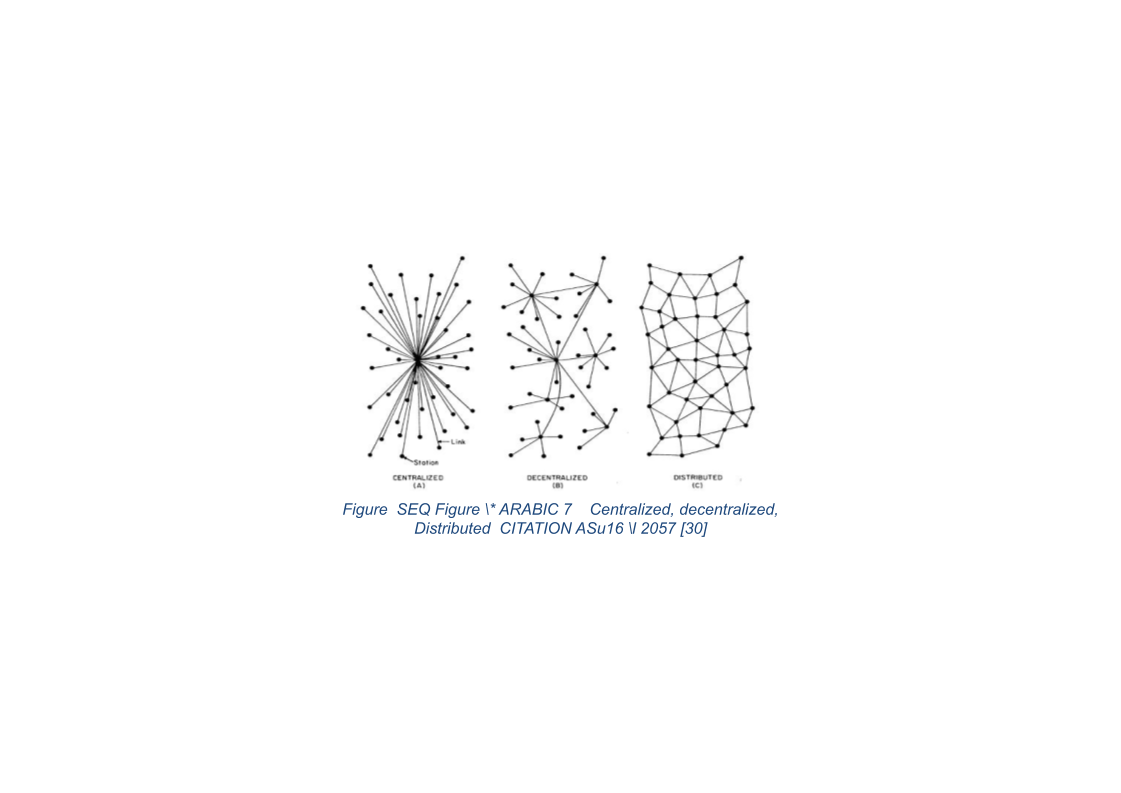 Link
Station
CENTRALIZED
(A)
DECENTRALIZED
(B)
DISTRIBUTED
(C)
Figure  SEQ Figure \* ARABIC 7    Centralized, decentralized,
Distributed  CITATION ASu16 \l 2057 [30]